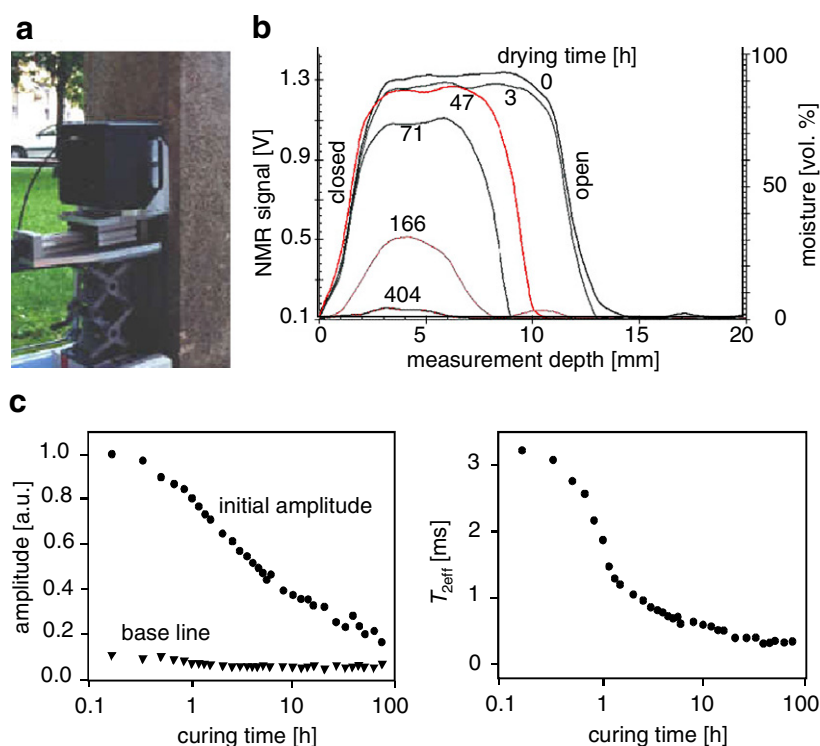 a
b
drying time [h]
0
3
47
71
166
404
closed
open
NMR signal [V]
1.3
0.9
0.5
0.1
moisture [vol. %]
100
50
0
0
5
10
15
20
measurement depth [mm]
c
amplitude [a.u.]
1.0
0.8
0.6
0.4
0.2
0.0
initial amplitude
base line
0.1
1
10
100
curing time [h]
T2eff [ms]
3
2
1
0
0.1
1
10
100
curing time [h]